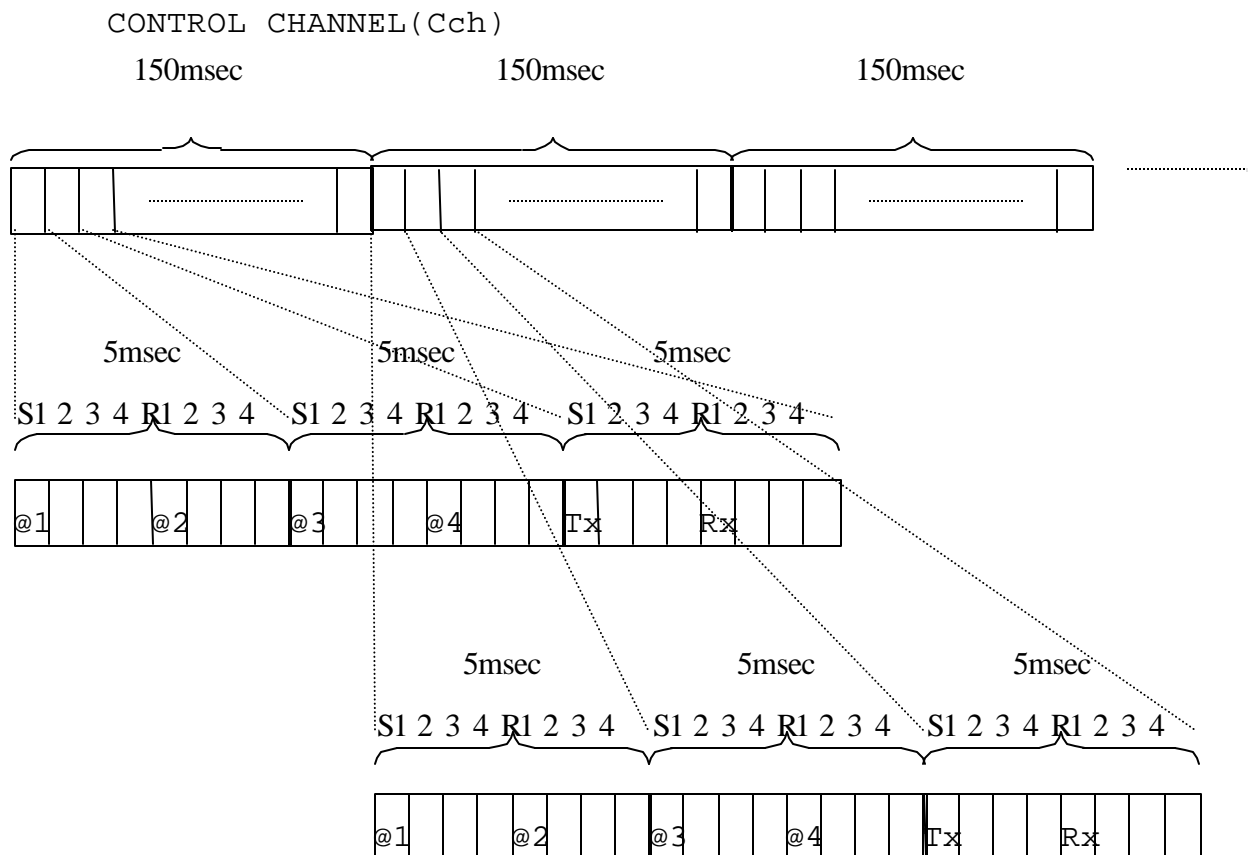 CONTROL CHANNEL(Cch)
150msec 150msec 150msec
5msec 5msec 5msec
S1 2 3 4 R1 2 3 4 S1 2 3 4 R1 2 3 4 S1 2 3 4 R1 2 3 4
@1 @2 @3 @4 Tx Rx
5msec 5msec 5msec
S1 2 3 4 R1 2 3 4 S1 2 3 4 R1 2 3 4 S1 2 3 4 R1 2 3 4
@1 @2 @3 @4 Tx Rx